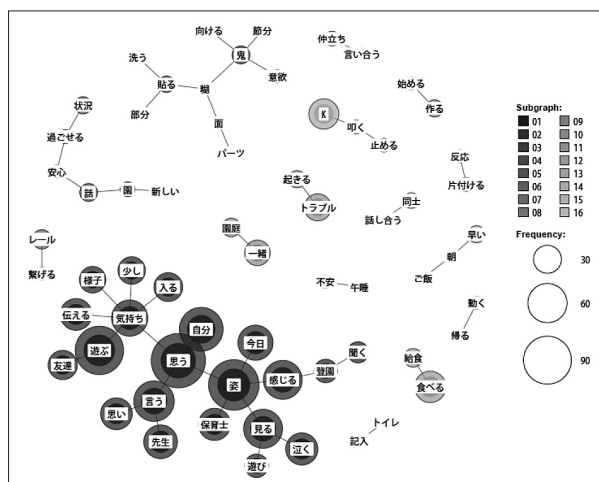 向ける
節分
鬼
意欲
洗う
貼る
糊
部分
面
パーツ
仲立ち
言い合う
始める
作る
K
叩く
止める
状況
過ごせる
安心
話
園
新しい
反応
片付ける
起きる
トラブル
同士
話し合う
園庭
一緒
早い
朝
ご飯
レール
繋げる
不安
午睡
動く
帰る
様子
少し
入る
伝える
気持ち
自分
今日
遊ぶ
思う
友達
姿
感じる
登園
聞く
給食
食べる
思い
言う
先生
保育士
見る
泣く
遊び
トイレ
記入
Subgraph:
01 09
02 10
03 11
04 12
05 13
06 14
07 15
08 16
Frequency:
30
60
90